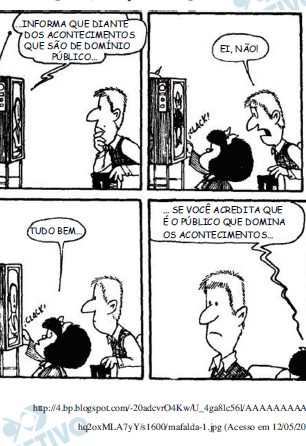 ...INFORMA QUE DIANTE
DOS ACONTECIMENTOS
QUE SÃO DE DOMÍNIO
PÚBLICO...
EI, NÃO!
CLACK!
TUDO BEM...
CLACK!
... SE VOCÊ ACREDITA QUE
É O PÚBLICO QUE DOMINA
OS ACONTECIMENTOS...
http://4.bp.blogspot.com/-20adcvrO4Kw/U_4ga8lc56I/AAAAAAAAA
hq2oxMLA7yY/s1600/mafalda-1.jpg (Acesso em 12/05/20